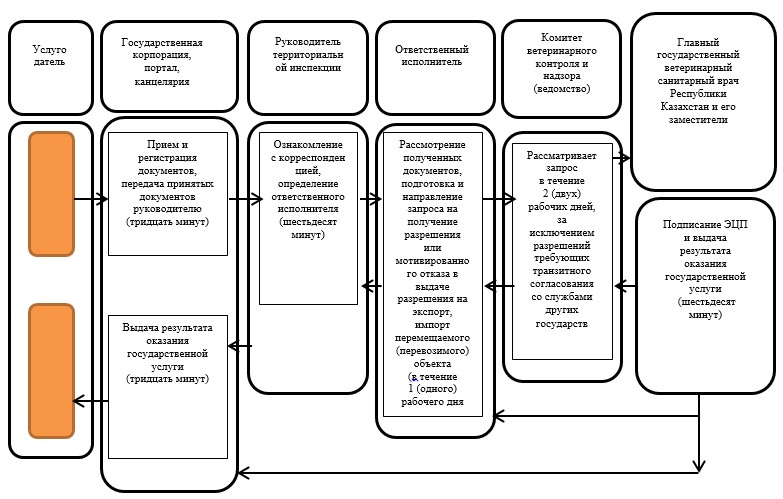 Услуго
датель
Государственная
корпорация,
портал,
канцелярия
Руководитель
территориальн
ой инспекции
Ответственный
исполнитель
Комитет
ветеринарного
контроля и
надзора
(ведомство)
Главный
государственный
ветеринарный
санитарный врач
Республики
Казахстан и его
заместители
Прием и
регистрация
документов,
передача принятых
документов
руководителю
(тридцать минут)
Ознакомление
с корреспонден
цией,
определение
ответственного
исполнителя
(шестьдесят
минут)
Рассмотрение
полученных
документов,
подготовка и
направление
запроса на
получение
разрешения
или
мотивированно
го отказа в
выдаче
разрешения на
экспорт,
импорт
перемещаемого
(перевозимого)
объекта
(в течение
1 (одного)
рабочего дня
Рассматривает
запрос
в течение
2 (двух)
рабочих дней,
за
исключением
разрешений
требующих
транзитного
согласования
со службами
других
государств
Подписание ЭЦП
и выдача
результата
оказания
государственной
услуги
(шестьдесят
минут)
Выдача результата
оказания
государственной
услуги
(тридцать минут)